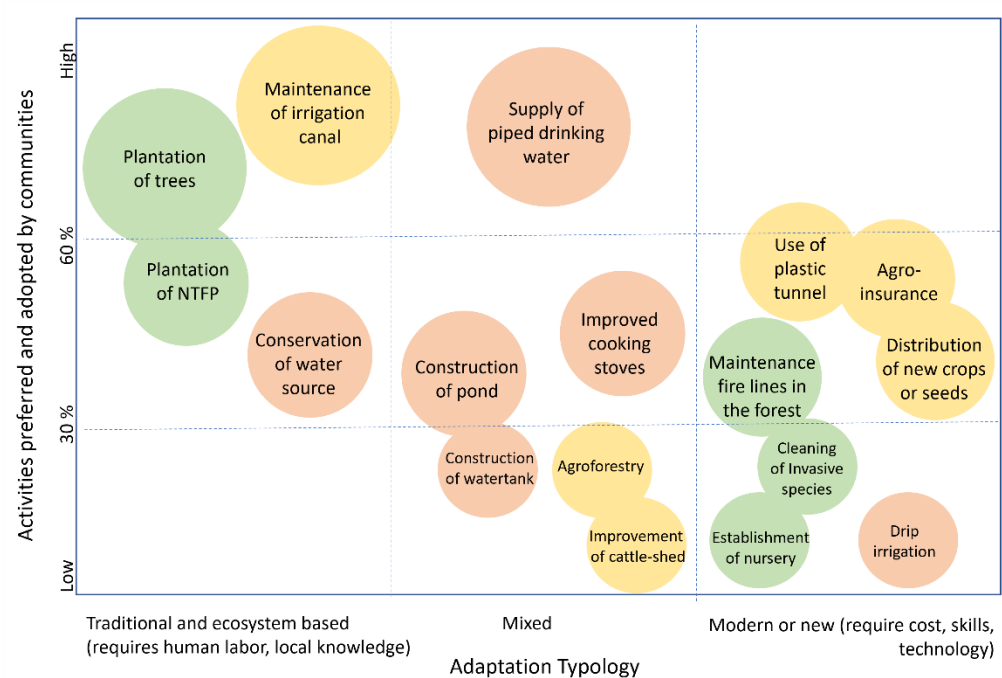 Activities preferred and adopted by communities
High
60 %
30 %
Low
Plantation
of trees
Maintenance
of irrigation
canal
Supply of
piped drinking
water
Plantation
of NTFP
Conservation
of water
source
Construction
of pond
Improved
cooking
stoves
Use of
plastic
tunnel
Agro-
insurance
Distribution
of new crops
or seeds
Maintenance
fire lines in
the forest
Construction
of watertank
Agroforestry
Improvement
of cattle-shed
Cleaning
of Invasive
species
Establishment
of nursery
Drip
irrigation
Traditional and ecosystem based
(requires human labor, local knowledge)
Mixed
Modern or new (require cost, skills,
technology)
Adaptation Typology